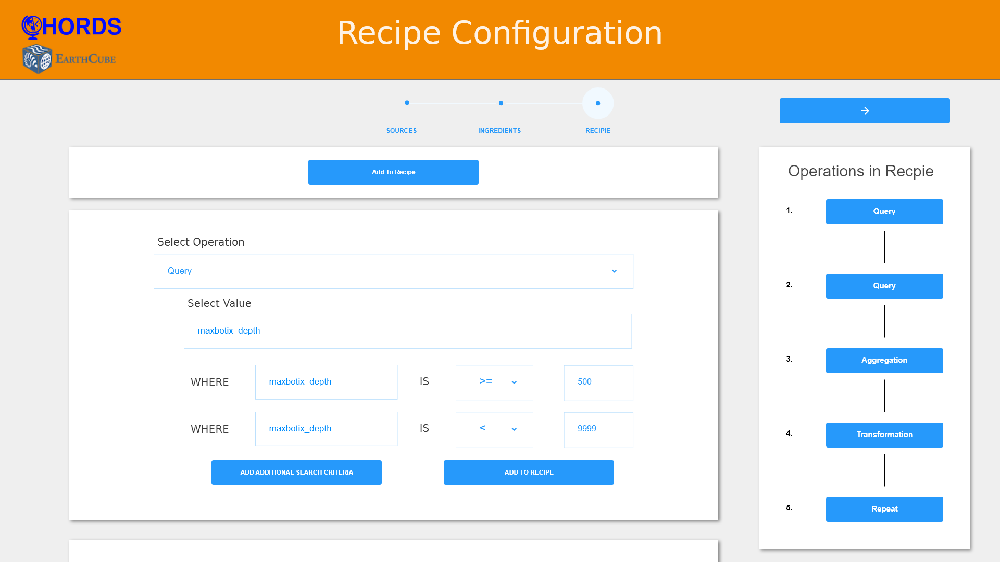 HORDS
EARTHCUBE
Recipe Configuration
SOURCES
INGREDIENTS
RECIPIE
Add To Recipe
Select Operation
Query
Select Value
maxbotix_depth
WHERE maxbotix_depth IS >= 500
WHERE maxbotix_depth IS < 9999
ADD ADDITIONAL SEARCH CRITERIA
ADD TO RECIPE
Operations in Recpie
1. Query
2. Query
3. Aggregation
4. Transformation
5. Repeat